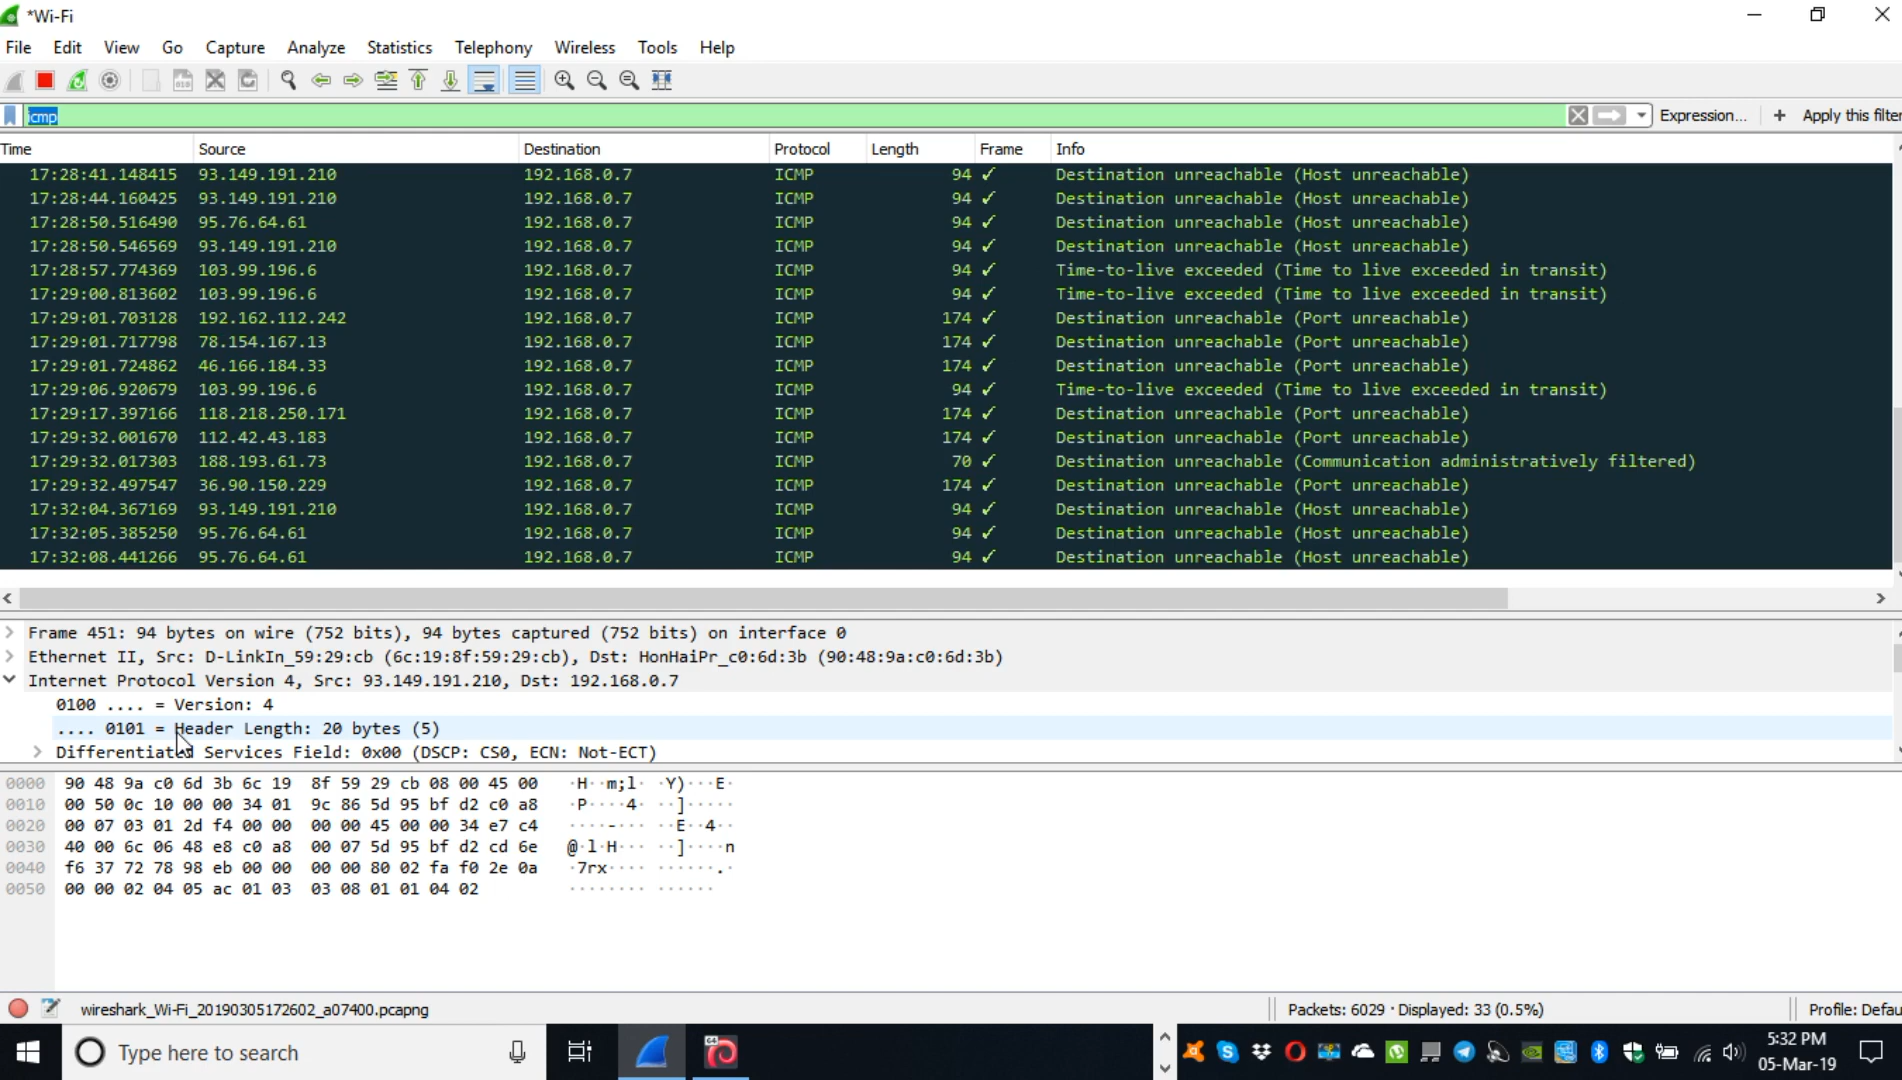 *Wi-Fi
File Edit View Go Capture Analyze Statistics Telephony Wireless Tools Help
icmp Expression... + Apply this filter
Time Source Destination Protocol Length Frame Info
17:28:41.148415 93.149.191.210 192.168.0.7 ICMP 94 ✓ Destination unreachable (Host unreachable)
17:28:44.160425 93.149.191.210 192.168.0.7 ICMP 94 ✓ Destination unreachable (Host unreachable)
17:28:50.516490 95.76.64.61 192.168.0.7 ICMP 94 ✓ Destination unreachable (Host unreachable)
17:28:50.546569 93.149.191.210 192.168.0.7 ICMP 94 ✓ Destination unreachable (Host unreachable)
17:28:57.774369 103.99.196.6 192.168.0.7 ICMP 94 ✓ Time-to-live exceeded (Time to live exceeded in transit)
17:29:00.813602 103.99.196.6 192.168.0.7 ICMP 94 ✓ Time-to-live exceeded (Time to live exceeded in transit)
17:29:01.703128 192.162.112.242 192.168.0.7 ICMP 174 ✓ Destination unreachable (Port unreachable)
17:29:01.717798 78.154.167.13 192.168.0.7 ICMP 174 ✓ Destination unreachable (Port unreachable)
17:29:01.724862 46.166.184.33 192.168.0.7 ICMP 174 ✓ Destination unreachable (Port unreachable)
17:29:06.920679 103.99.196.6 192.168.0.7 ICMP 94 ✓ Time-to-live exceeded (Time to live exceeded in transit)
17:29:17.397166 118.218.250.171 192.168.0.7 ICMP 174 ✓ Destination unreachable (Port unreachable)
17:29:32.001670 112.42.43.183 192.168.0.7 ICMP 174 ✓ Destination unreachable (Port unreachable)
17:29:32.017303 188.193.61.73 192.168.0.7 ICMP 70 ✓ Destination unreachable (Communication administratively filtered)
17:29:32.497547 36.90.150.229 192.168.0.7 ICMP 174 ✓ Destination unreachable (Port unreachable)
17:32:04.367169 93.149.191.210 192.168.0.7 ICMP 94 ✓ Destination unreachable (Host unreachable)
17:32:05.385250 95.76.64.61 192.168.0.7 ICMP 94 ✓ Destination unreachable (Host unreachable)
17:32:08.441266 95.76.64.61 192.168.0.7 ICMP 94 ✓ Destination unreachable (Host unreachable)
Frame 451: 94 bytes on wire (752 bits), 94 bytes captured (752 bits) on interface 0
Ethernet II, Src: D-LinkIn_59:29:cb (6c:19:8f:59:29:cb), Dst: HonHaiPr_c0:6d:3b (90:48:9a:c0:6d:3b)
Internet Protocol Version 4, Src: 93.149.191.210, Dst: 192.168.0.7
0100 .... = Version: 4
.... 0101 = Header Length: 20 bytes (5)
Differentiated Services Field: 0x00 (DSCP: CS0, ECN: Not-ECT)
0000 90 48 9a c0 6d 3b 6c 19 8f 59 29 cb 08 00 45 00 ·H··m;l· ·Y)···E·
0010 00 50 0c 10 00 00 34 01 9c 86 5d 95 bf d2 c0 a8 ·P····4· ··]·····
0020 00 07 03 01 2d f4 00 00 00 00 45 00 00 34 e7 c4 ····-··· ··E··4··
0030 40 00 6c 06 48 e8 c0 a8 00 07 5d 95 bf d2 cd 6e @·l·H··· ··]····n
0040 f6 37 72 78 98 eb 00 00 00 00 80 02 fa f0 2e 0a ·7rx···· ······.·
0050 00 00 02 04 05 ac 01 03 03 08 01 01 04 02 ········ ······
wireshark_Wi-Fi_20190305172602_a07400.pcapng Packets: 6029 · Displayed: 33 (0.5%) Profile: Defau
Type here to search 64 5:32 PM
05-Mar-19